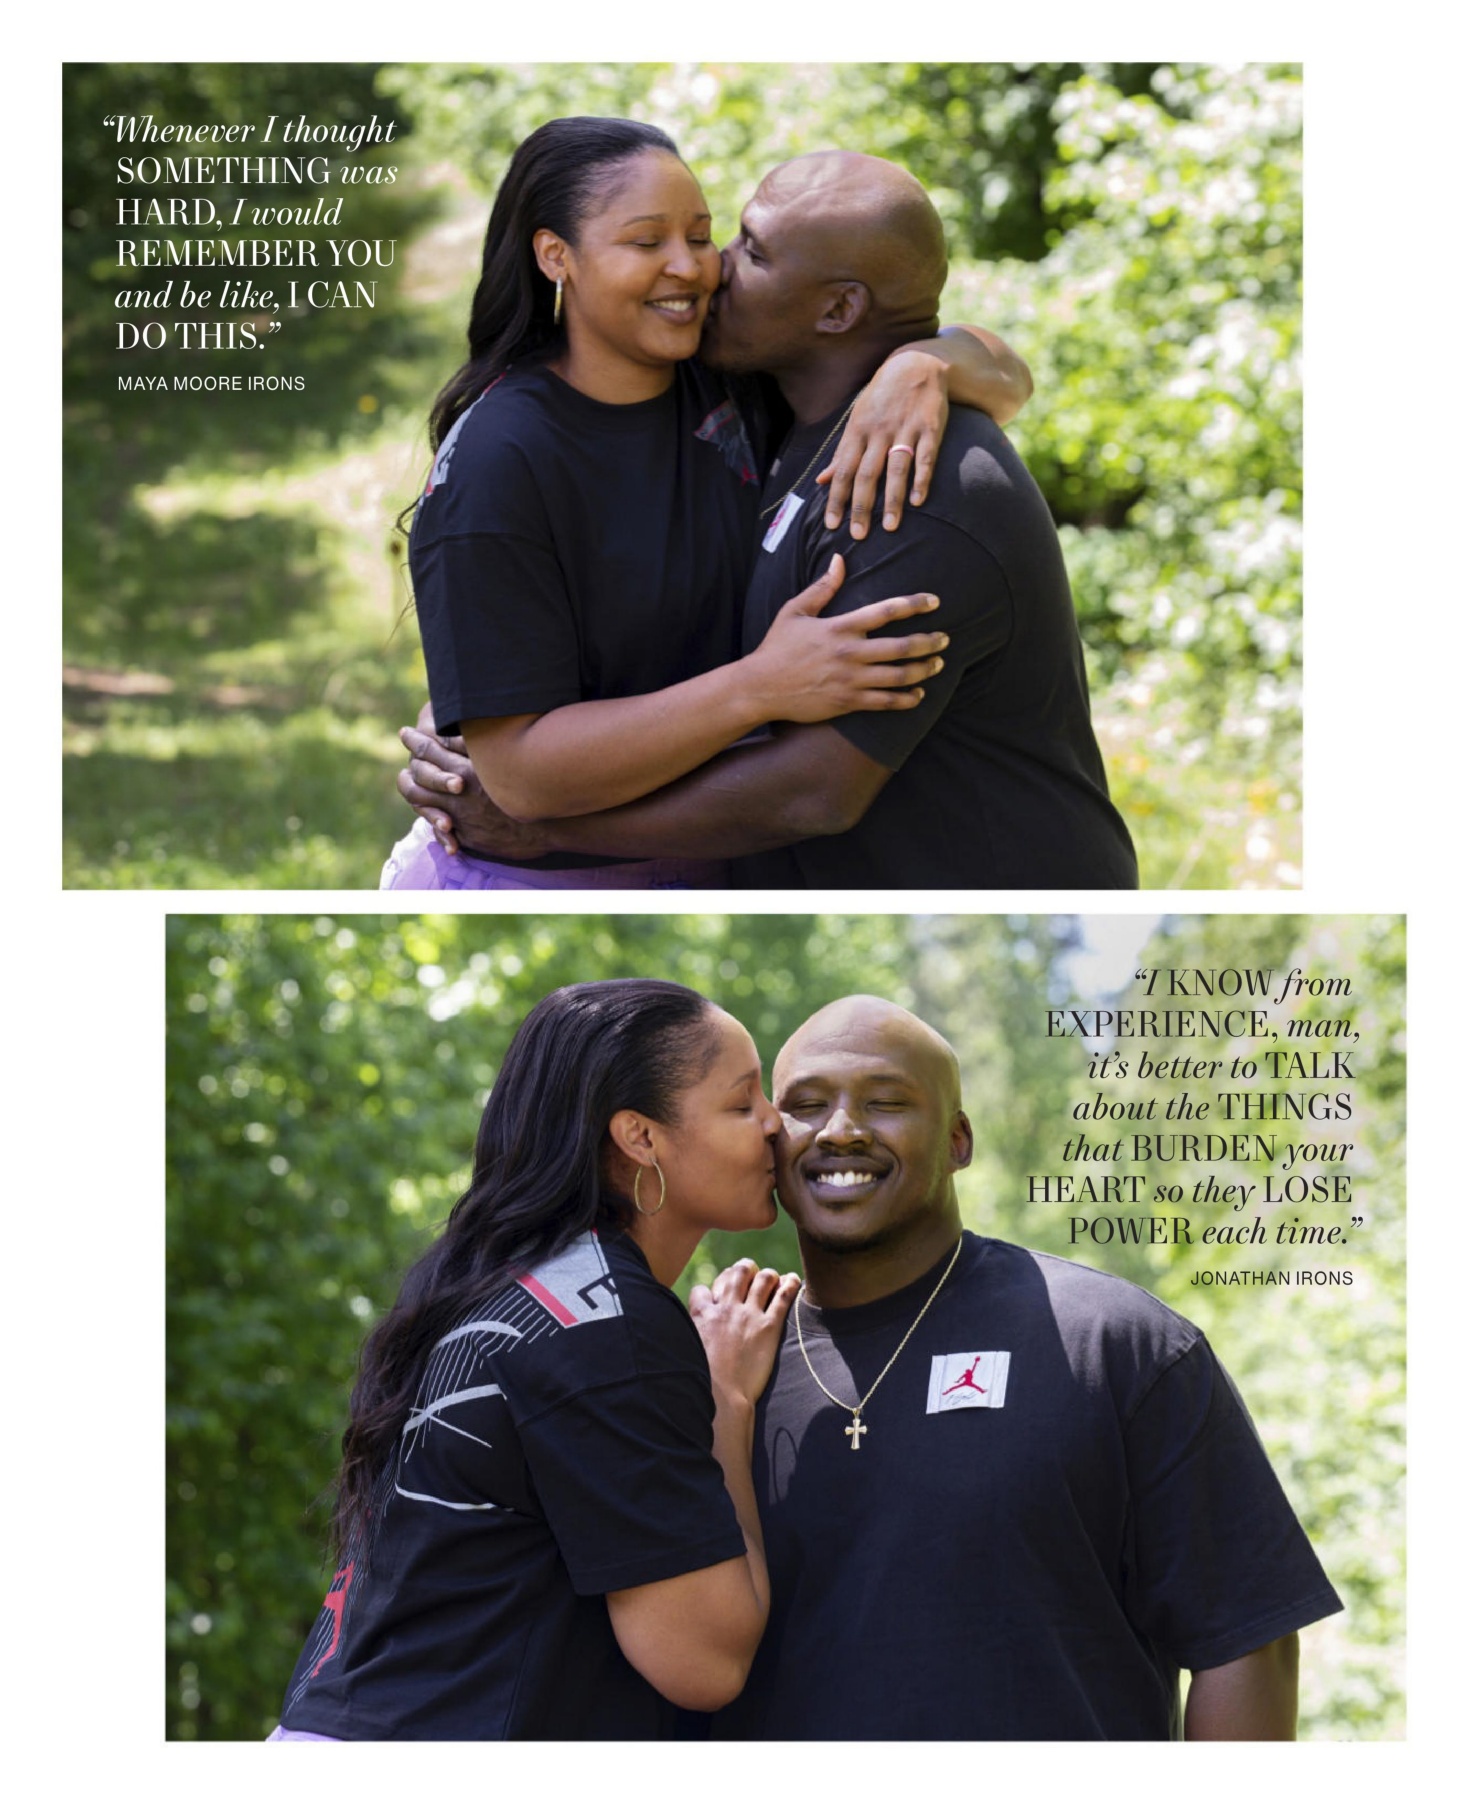 “Whenever I thought
SOMETHING was
HARD, I would
REMEMBER YOU
and be like, I CAN
DO THIS.”
MAYA MOORE IRONS
“I KNOW from
EXPERIENCE, man,
it’s better to TALK
about the THINGS
that BURDEN your
HEART so they LOSE
POWER each time.”
JONATHAN IRONS